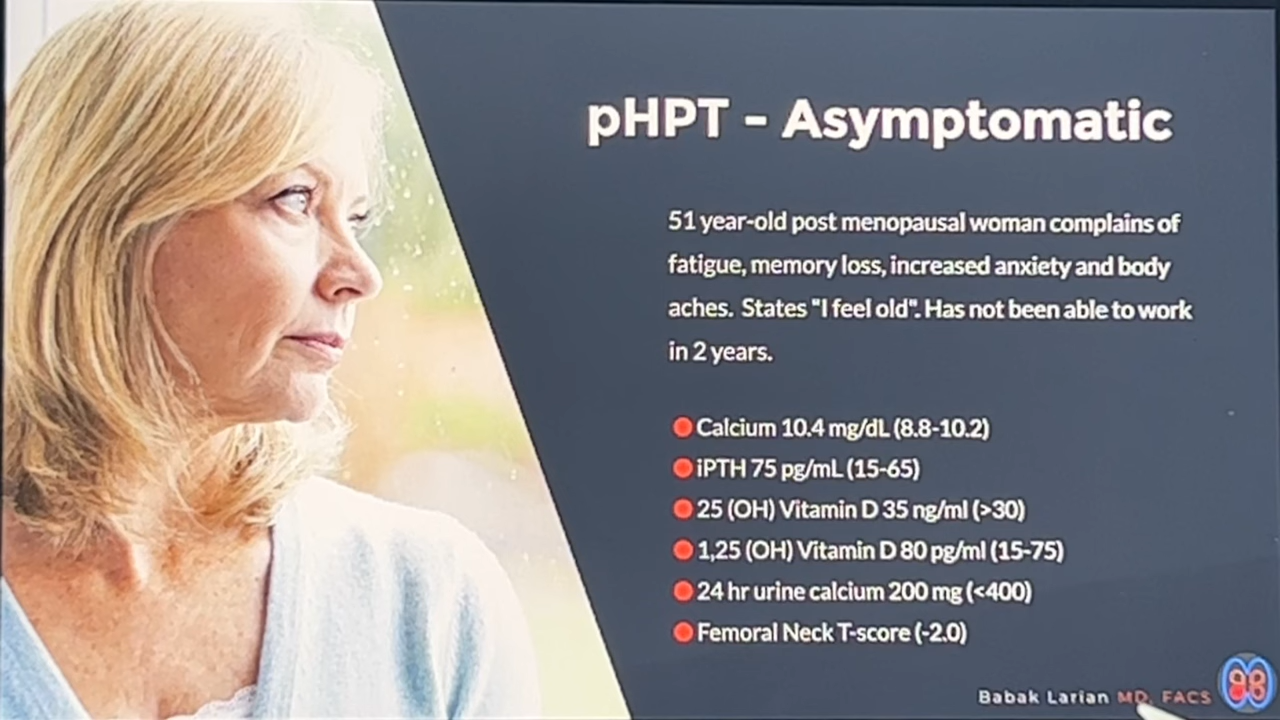 pHPT - Asymptomatic
51 year-old post menopausal woman complains of
fatigue, memory loss, increased anxiety and body
aches. States "I feel old". Has not been able to work
in 2 years.
Calcium 10.4 mg/dL (8.8-10.2)
iPTH 75 pg/mL (15-65)
25 (OH) Vitamin D 35 ng/ml (>30)
1,25 (OH) Vitamin D 80 pg/ml (15-75)
24 hr urine calcium 200 mg (<400)
Femoral Neck T-score (-2.0)
Babak Larian MD, FACS